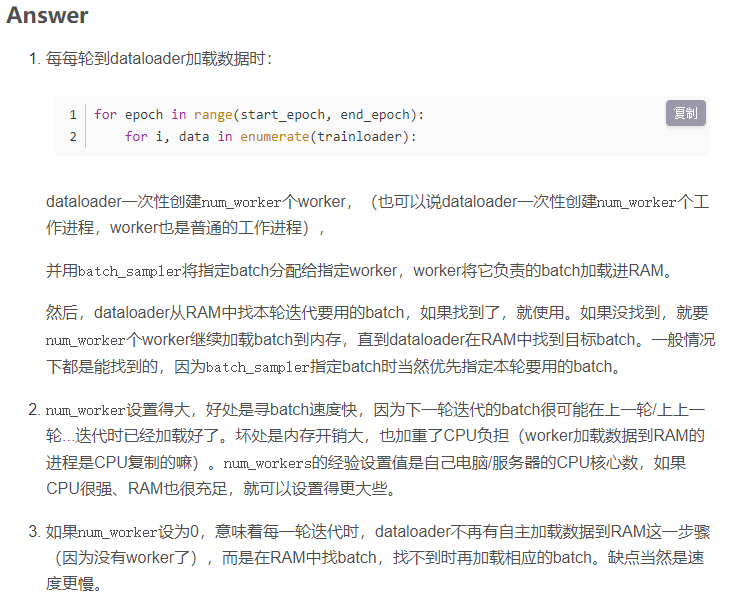 Answer
1. 每每轮到dataloader加载数据时：
1 for epoch in range(start_epoch, end_epoch):
复制
2     for i, data in enumerate(trainloader):
dataloader一次性创建num_worker个worker，（也可以说dataloader一次性创建num_worker个工
作进程，worker也是普通的工作进程），
并用batch_sampler将指定batch分配给指定worker，worker将它负责的batch加载进RAM。
然后，dataloader从RAM中找本轮迭代要用的batch，如果找到了，就使用。如果没找到，就要
num_worker个worker继续加载batch到内存，直到dataloader在RAM中找到目标batch。一般情况
下都是能找到的，因为batch_sampler指定batch时当然优先指定本轮要用的batch。
2. num_worker设置得大，好处是寻batch速度快，因为下一轮迭代的batch很可能在上一轮/上上一
轮...迭代时已经加载好了。坏处是内存开销大，也加重了CPU负担（worker加载数据到RAM的
进程是CPU复制的嘛）。num_workers的经验设置值是自己电脑/服务器的CPU核心数，如果
CPU很强、RAM也很充足，就可以设置得更大些。
3. 如果num_worker设为0，意味着每一轮迭代时，dataloader不再有自主加载数据到RAM这一步骤
（因为没有worker了），而是在RAM中找batch，找不到时再加载相应的batch。缺点当然是速
度更慢。